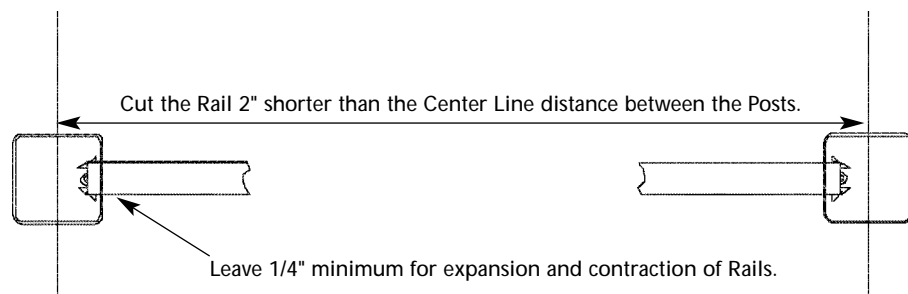 Cut the Rail 2" shorter than the Center Line distance between the Posts.
Leave 1/4" minimum for expansion and contraction of Rails.